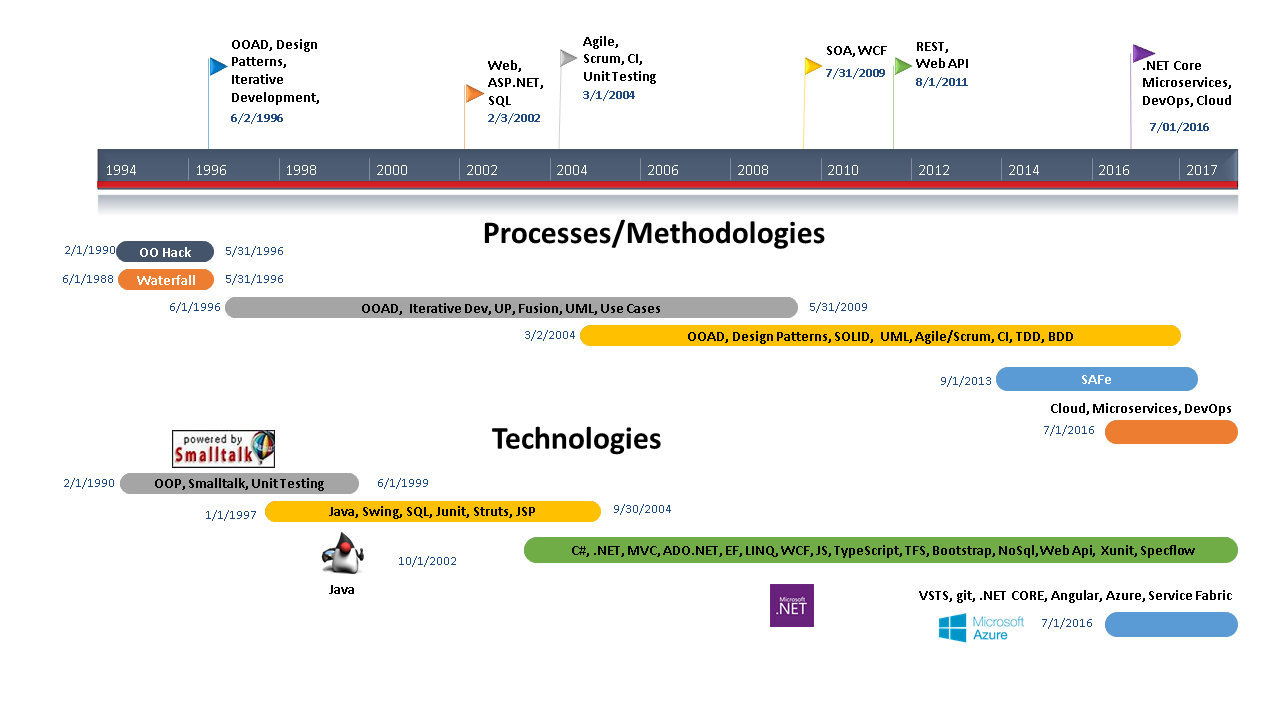 OOAD, Design
Patterns,
Iterative
Development,
6/2/1996
Web,
ASP.NET,
SQL
2/3/2002
Agile,
Scrum, CI,
Unit Testing
3/1/2004
SOA, WCF
7/31/2009
REST,
Web API
8/1/2011
.NET Core
Microservices,
DevOps, Cloud
7/01/2016
1994 1996 1998 2000 2002 2004 2006 2008 2010 2012 2014 2016 2017
Processes/Methodologies
2/1/1990 OO Hack 5/31/1996
6/1/1988 Waterfall 5/31/1996
6/1/1996 OOAD, Iterative Dev, UP, Fusion, UML, Use Cases 5/31/2009
3/2/2004 OOAD, Design Patterns, SOLID, UML, Agile/Scrum, CI, TDD, BDD
9/1/2013 SAFe
Cloud, Microservices, DevOps
7/1/2016
Technologies
powered by
Smalltalk
2/1/1990 OOP, Smalltalk, Unit Testing 6/1/1999
1/1/1997 Java, Swing, SQL, Junit, Struts, JSP 9/30/2004
10/1/2002 C#, .NET, MVC, ADO.NET, EF, LINQ, WCF, JS, TypeScript, TFS, Bootstrap, NoSql, Web Api, Xunit, Specflow
Java
Microsoft
.NET
VSTS, git, .NET CORE, Angular, Azure, Service Fabric
Microsoft
Azure
7/1/2016